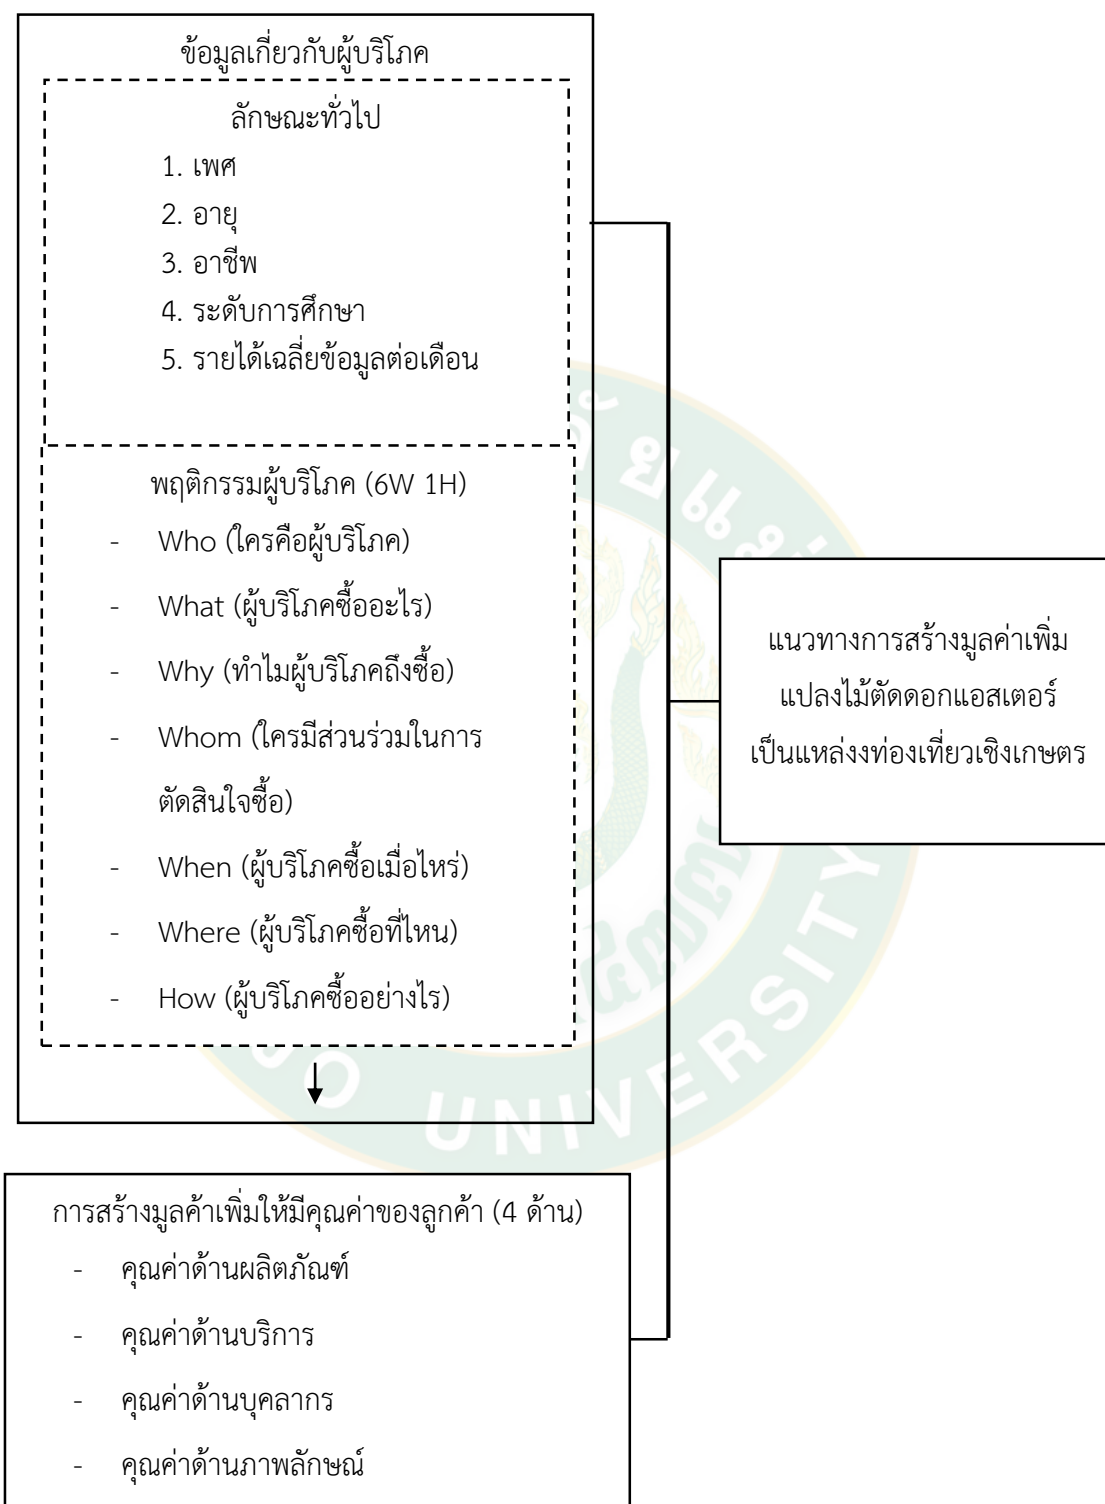 ข้อมูลเกี่ยวกับผู้บริโภค
ลักษณะทั่วไป
1. เพศ
2. อายุ
3. อาชีพ
4. ระดับการศึกษา
5. รายได้เฉลี่ยข้อมูลต่อเดือน
พฤติกรรมผู้บริโภค (6W 1H)
- Who (ใครคือผู้บริโภค)
- What (ผู้บริโภคซื้ออะไร)
- Why (ทำไมผู้บริโภคถึงซื้อ)
- Whom (ใครมีส่วนร่วมในการ
ตัดสินใจซื้อ)
- When (ผู้บริโภคซื้อเมื่อไหร่)
- Where (ผู้บริโภคซื้อที่ไหน)
- How (ผู้บริโภคซื้ออย่างไร)
แนวทางการสร้างมูลค่าเพิ่ม
แปลงไม้ตัดดอกแอสเตอร์
เป็นแหล่งงท่องเที่ยวเชิงเกษตร
การสร้างมูลค้าเพิ่มให้มีคุณค่าของลูกค้า (4 ด้าน)
- คุณค่าด้านผลิตภัณฑ์
- คุณค่าด้านบริการ
- คุณค่าด้านบุคลากร
- คุณค่าด้านภาพลักษณ์
UNIVERSITY